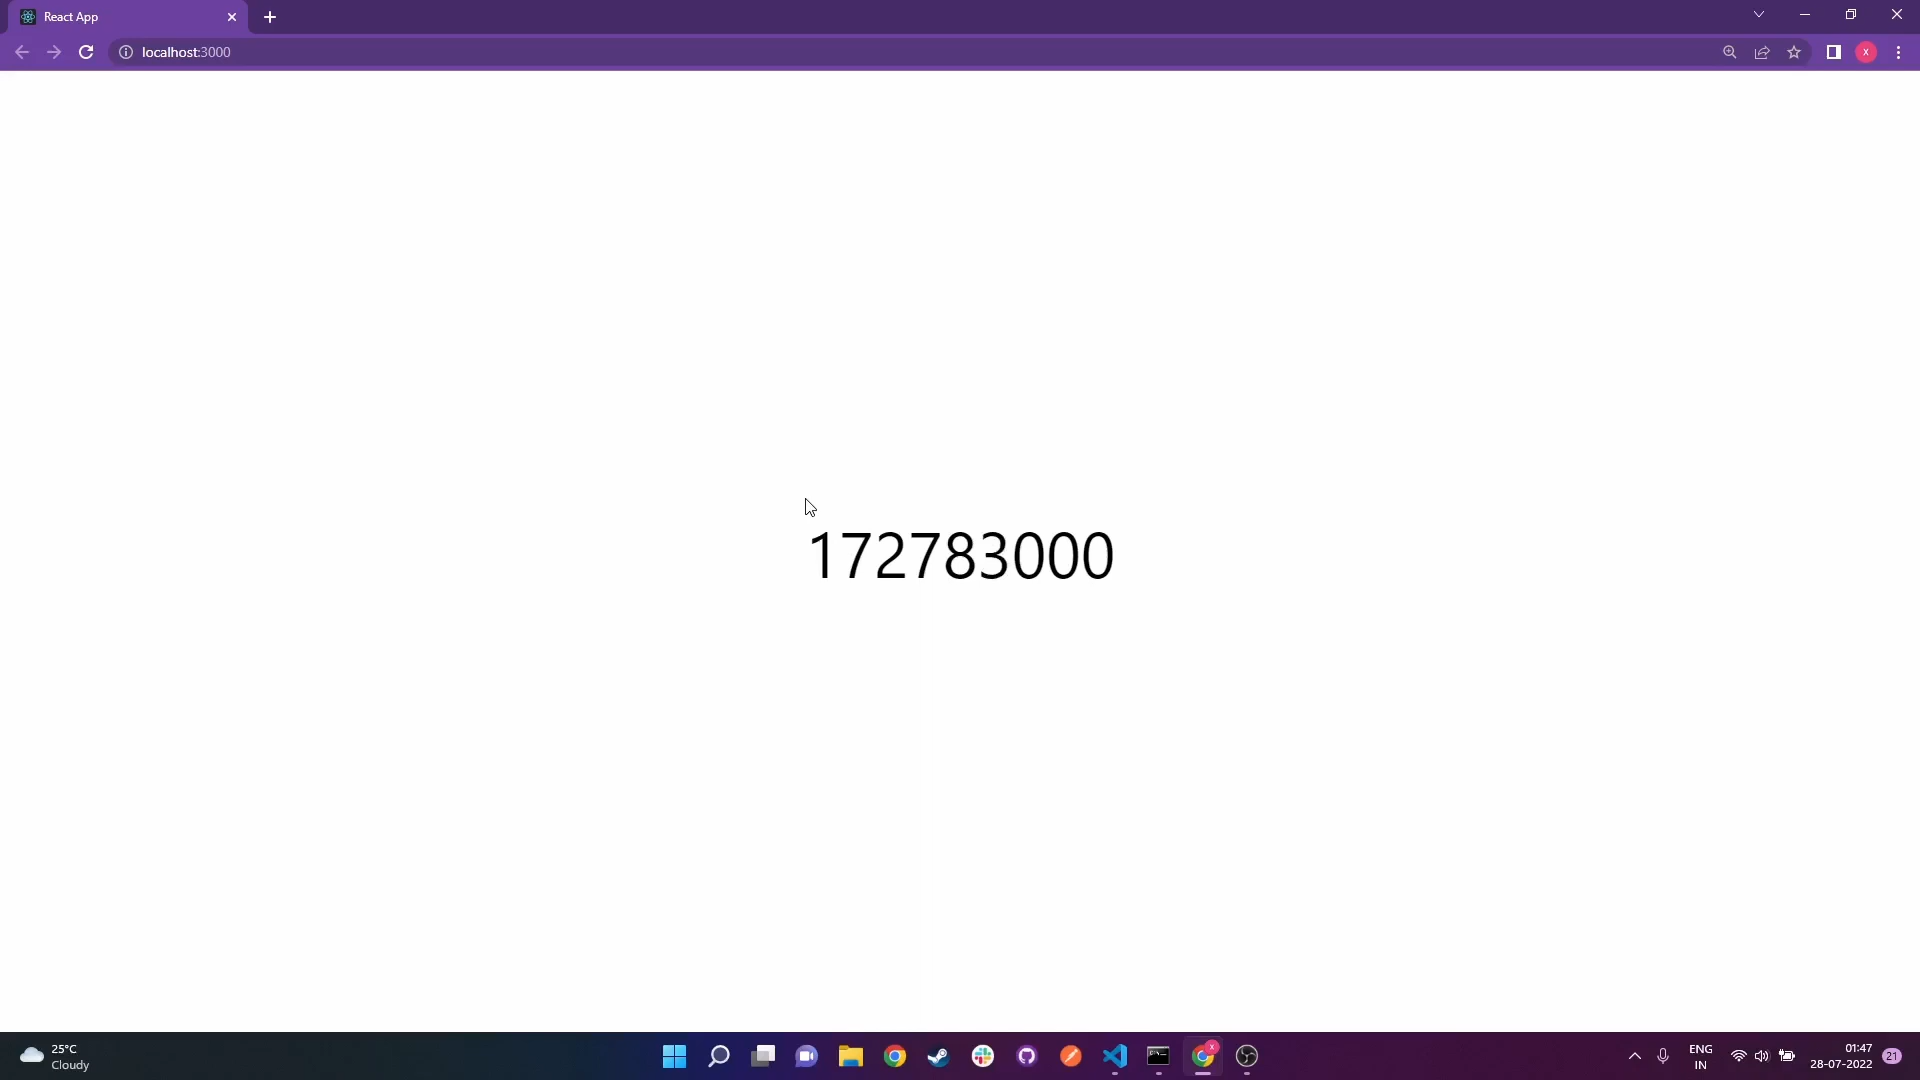 React App
localhost:3000
172783000
25°C
Cloudy
ENG
IN
01:47
28-07-2022
21